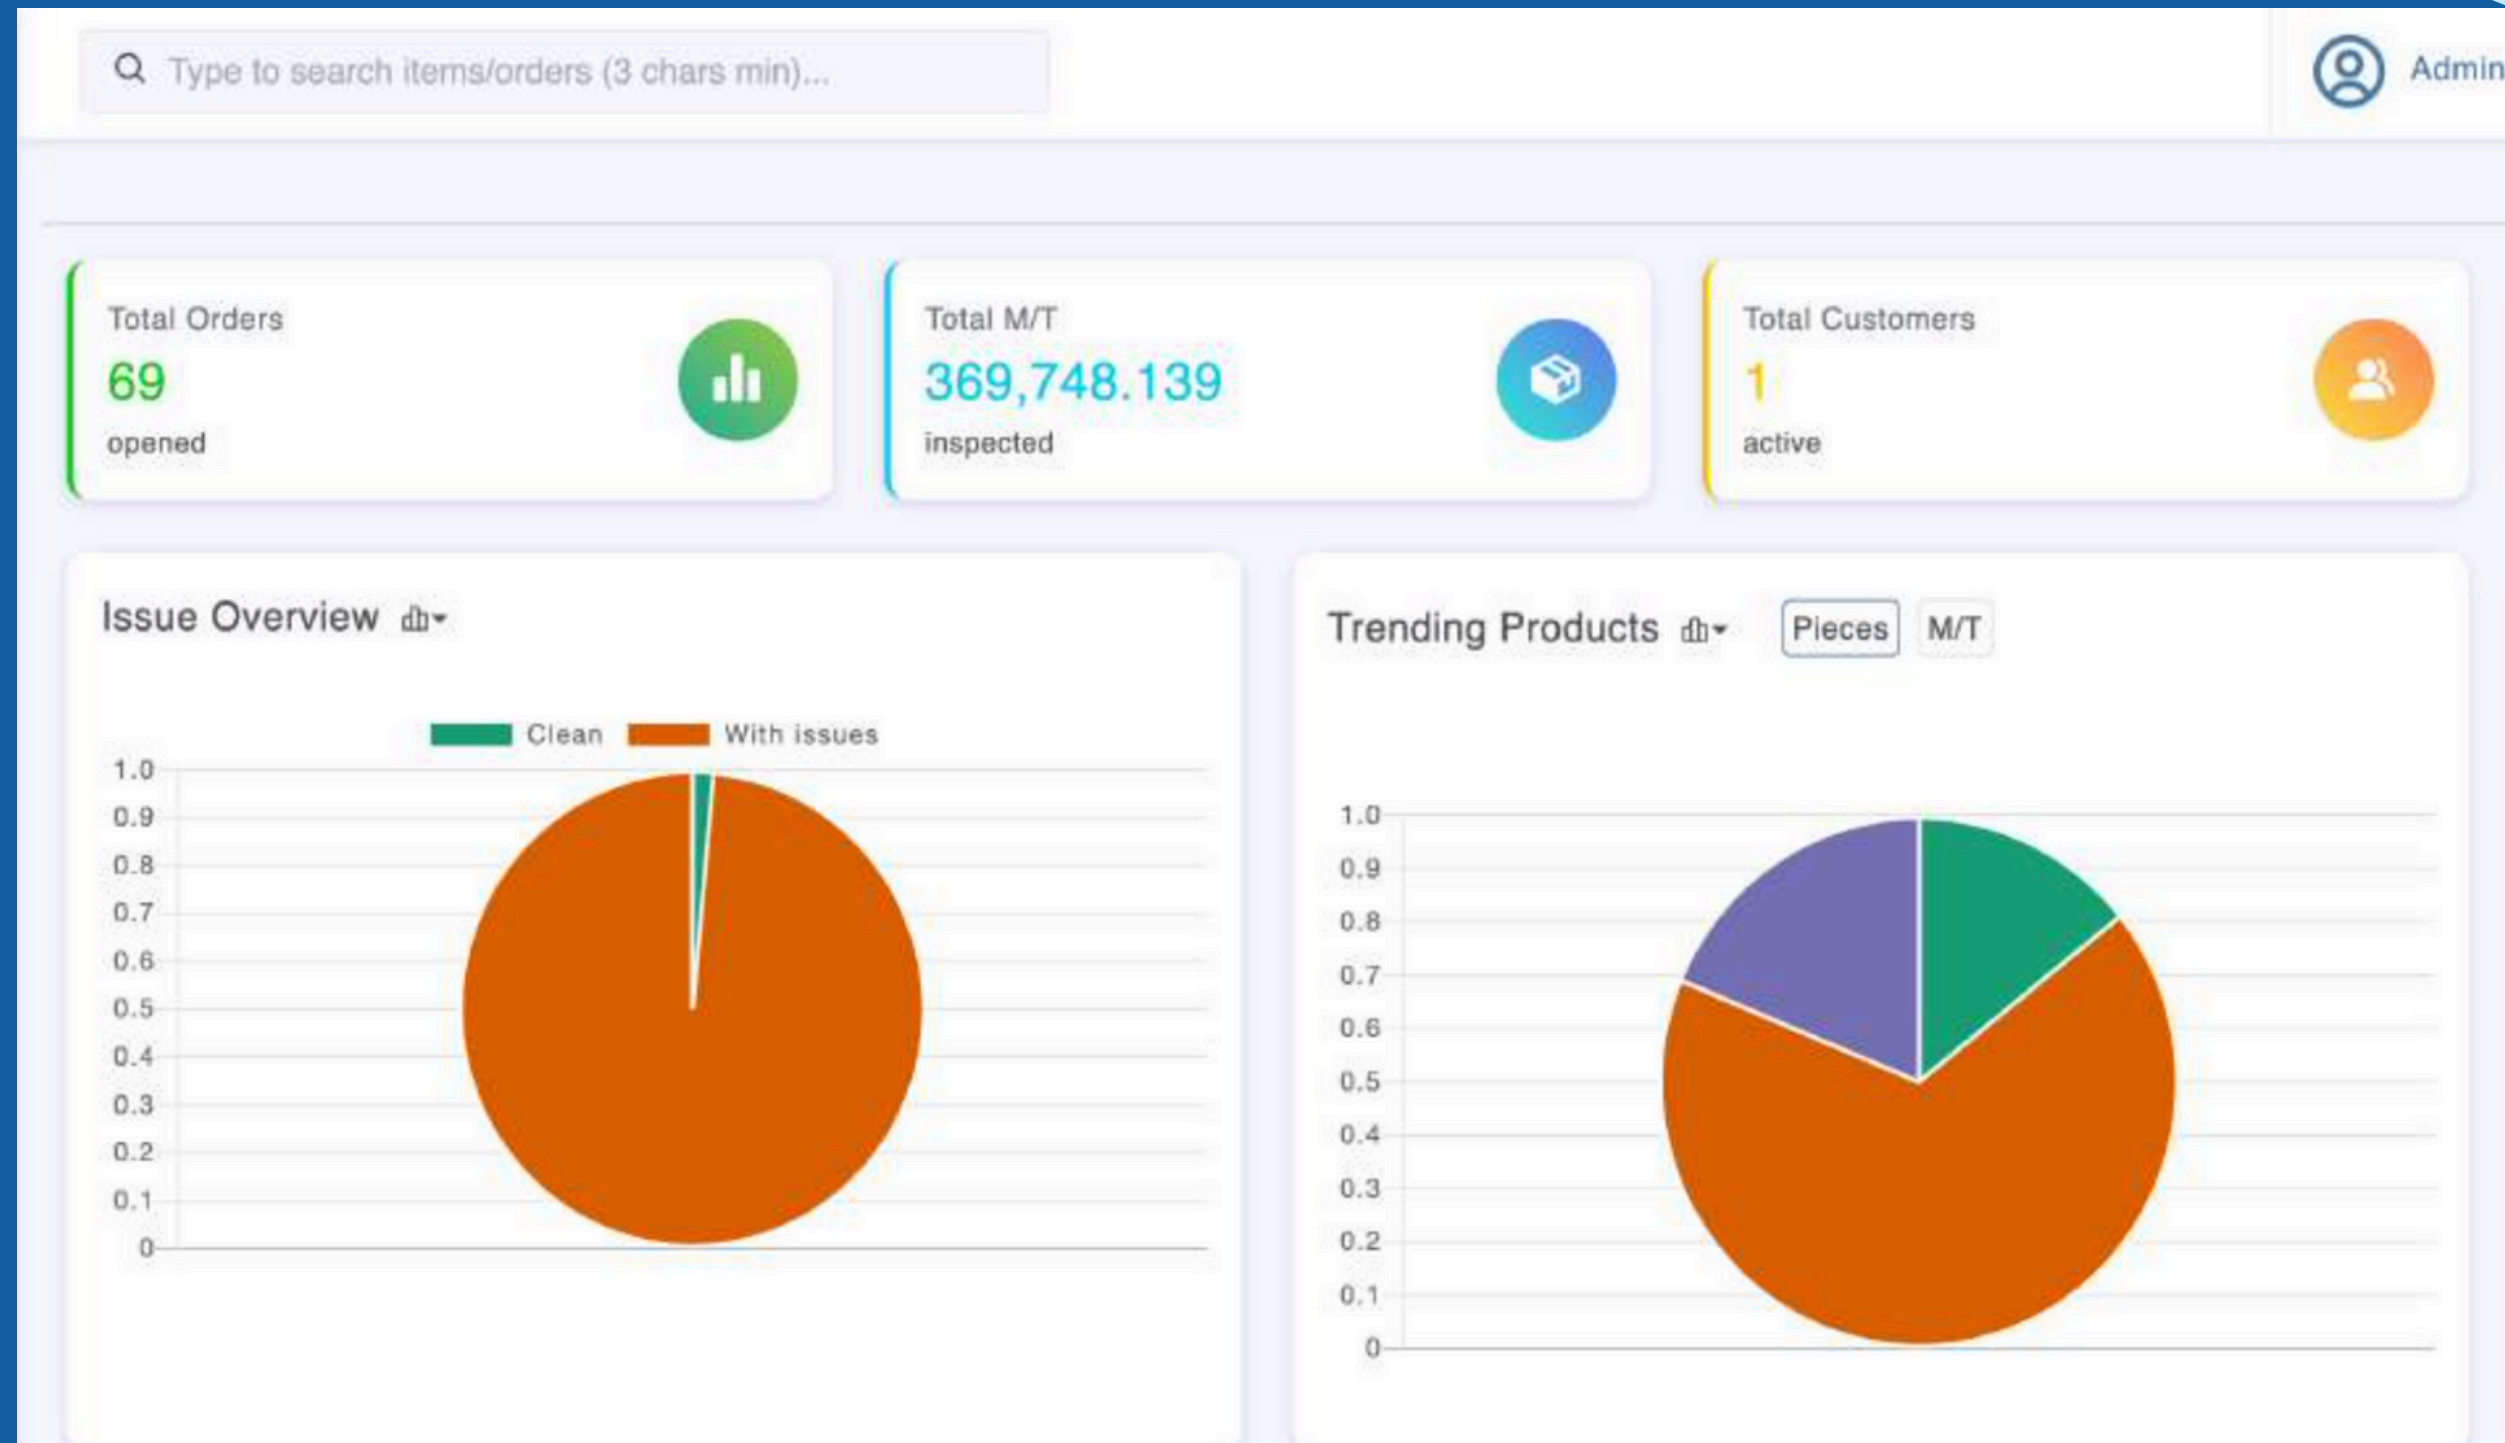 Type to search items/orders (3 chars min)...
Admin
Total Orders
69
opened
Total M/T
369,748.139
inspected
Total Customers
1
active
Issue Overview
Clean With issues
1.0
0.9
0.8
0.7
0.6
0.5
0.4
0.3
0.2
0.1
0
Trending Products Pieces M/T
1.0
0.9
0.8
0.7
0.6
0.5
0.4
0.3
0.2
0.1
0